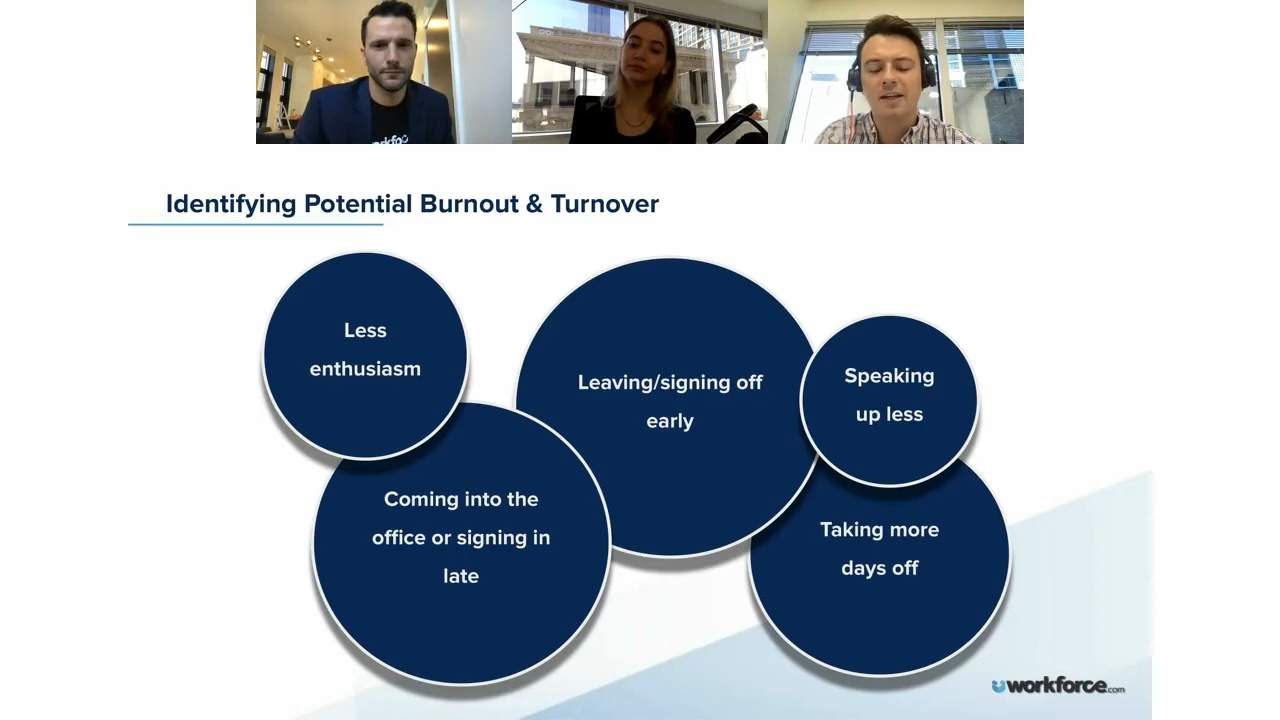 rkfo
Identifying Potential Burnout & Turnover
Less
enthusiasm
Leaving/signing off
early
Speaking
up less
Coming into the
office or signing in
late
Taking more
days off
workforce.com